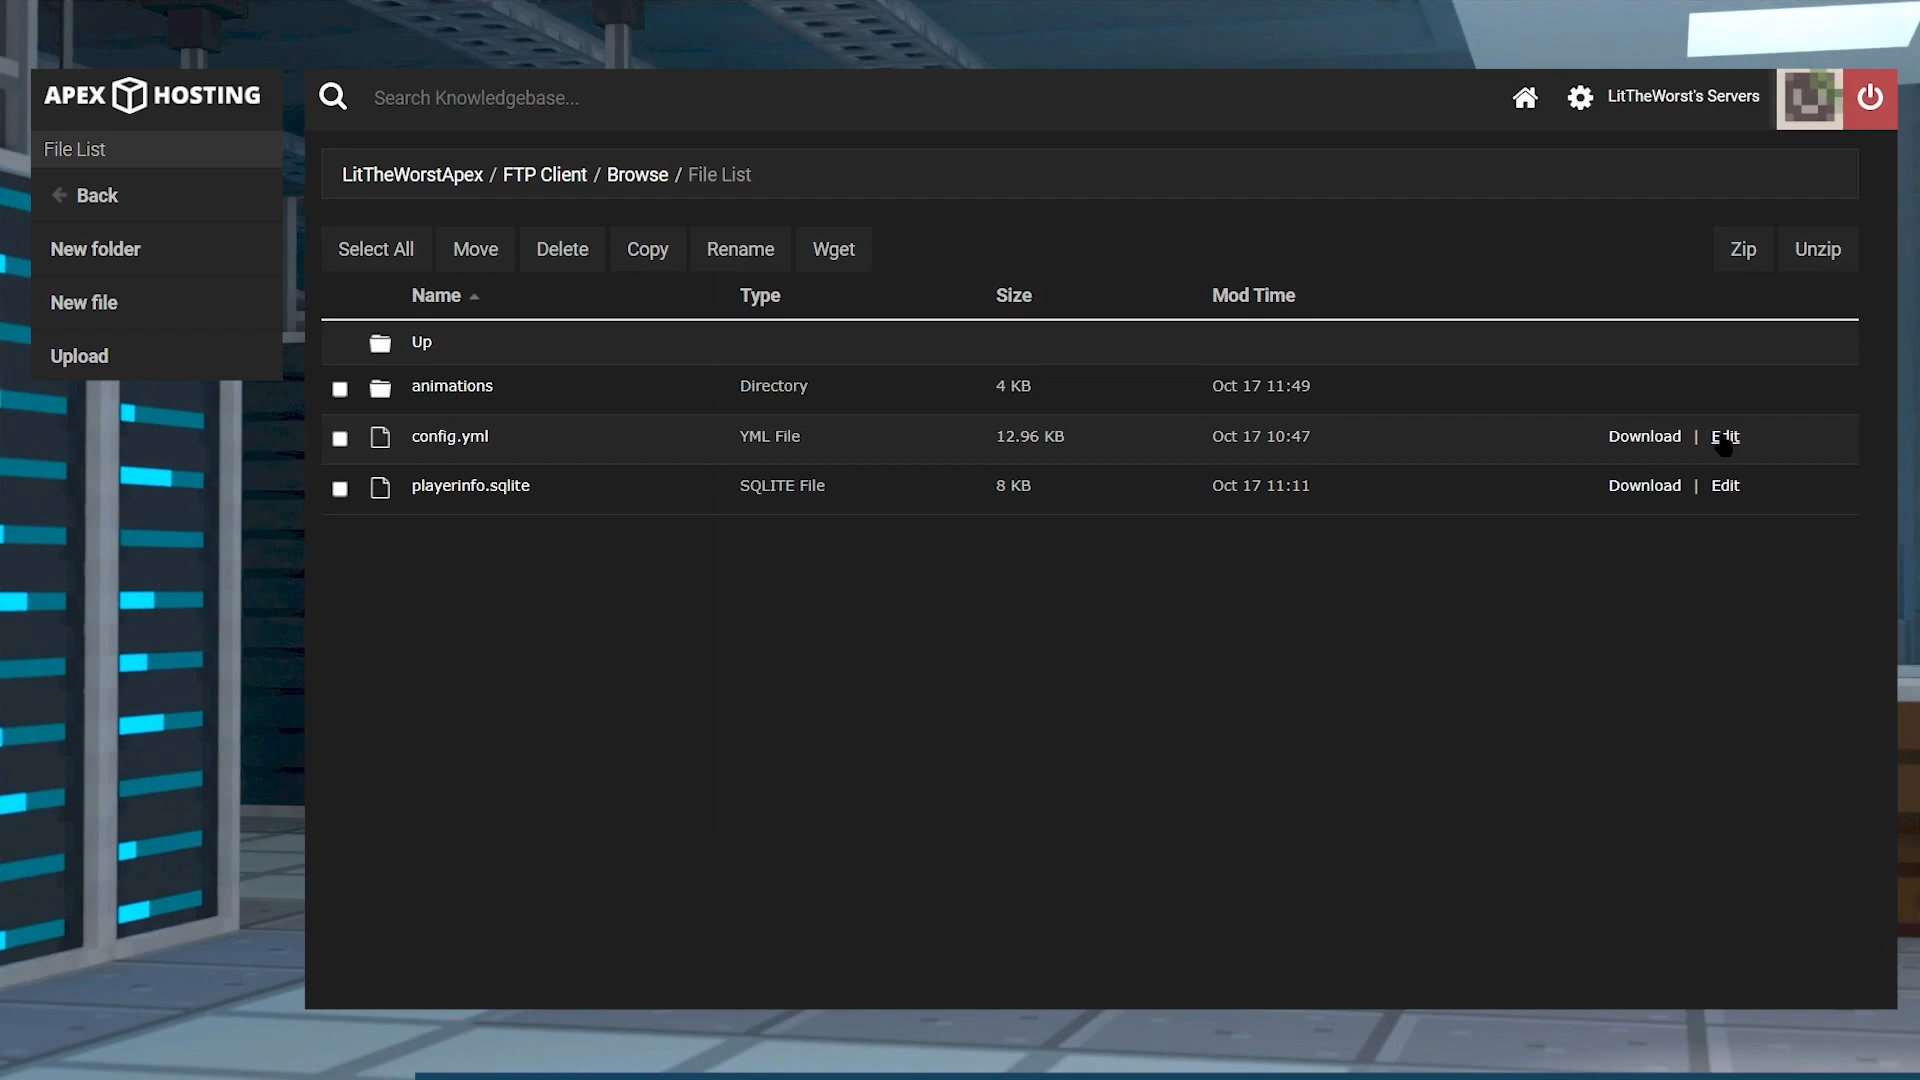 APEX HOSTING
Search Knowledgebase...
LitTheWorst's Servers
File List
Back
New folder
New file
Upload
LitTheWorstApex / FTP Client / Browse / File List
Select All Move Delete Copy Rename Wget Zip Unzip
Name Type Size Mod Time
Up
animations Directory 4 KB Oct 17 11:49
config.yml YML File 12.96 KB Oct 17 10:47 Download | Edit
playerinfo.sqlite SQLITE File 8 KB Oct 17 11:11 Download | Edit